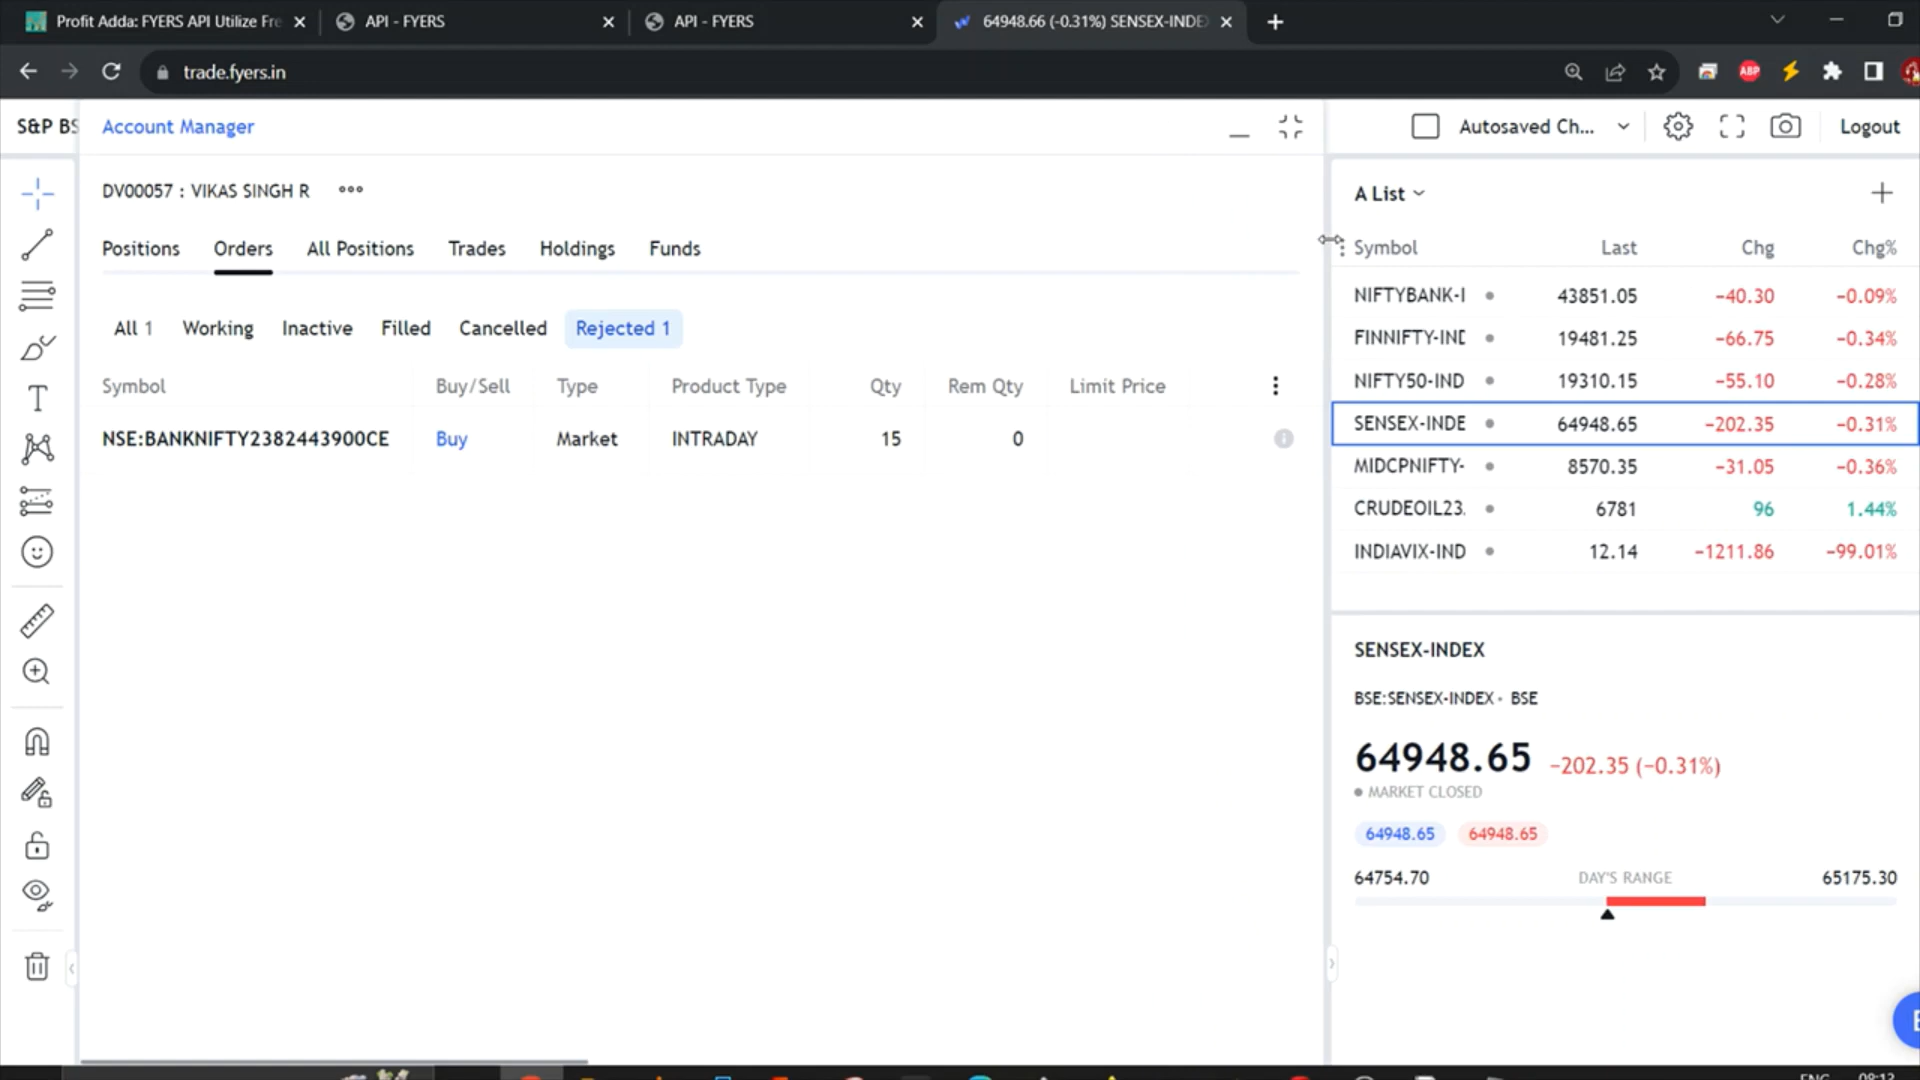 Profit Adda: FYERS API Utilize Fre
API - FYERS
API - FYERS
64948.66 (-0.31%) SENSEX-INDE
trade.fyers.in
ABP
S&P BS
Account Manager
Autosaved Ch...
Logout
DV00057 : VIKAS SINGH R
Positions Orders All Positions Trades Holdings Funds
All 1 Working Inactive Filled Cancelled Rejected 1
Symbol Buy/Sell Type Product Type Qty Rem Qty Limit Price
NSE:BANKNIFTY2382443900CE Buy Market INTRADAY 15 0
A List
Symbol Last Chg Chg%
NIFTYBANK-I 43851.05 −40.30 −0.09%
FINNIFTY-IND 19481.25 −66.75 −0.34%
NIFTY50-IND 19310.15 −55.10 −0.28%
SENSEX-INDE 64948.65 −202.35 −0.31%
MIDCPNIFTY- 8570.35 −31.05 −0.36%
CRUDEOIL23. 6781 96 1.44%
INDIAVIX-IND 12.14 −1211.86 −99.01%
SENSEX-INDEX
BSE:SENSEX-INDEX • BSE
64948.65 −202.35 (−0.31%)
MARKET CLOSED
64948.65 64948.65
64754.70 DAY'S RANGE 65175.30